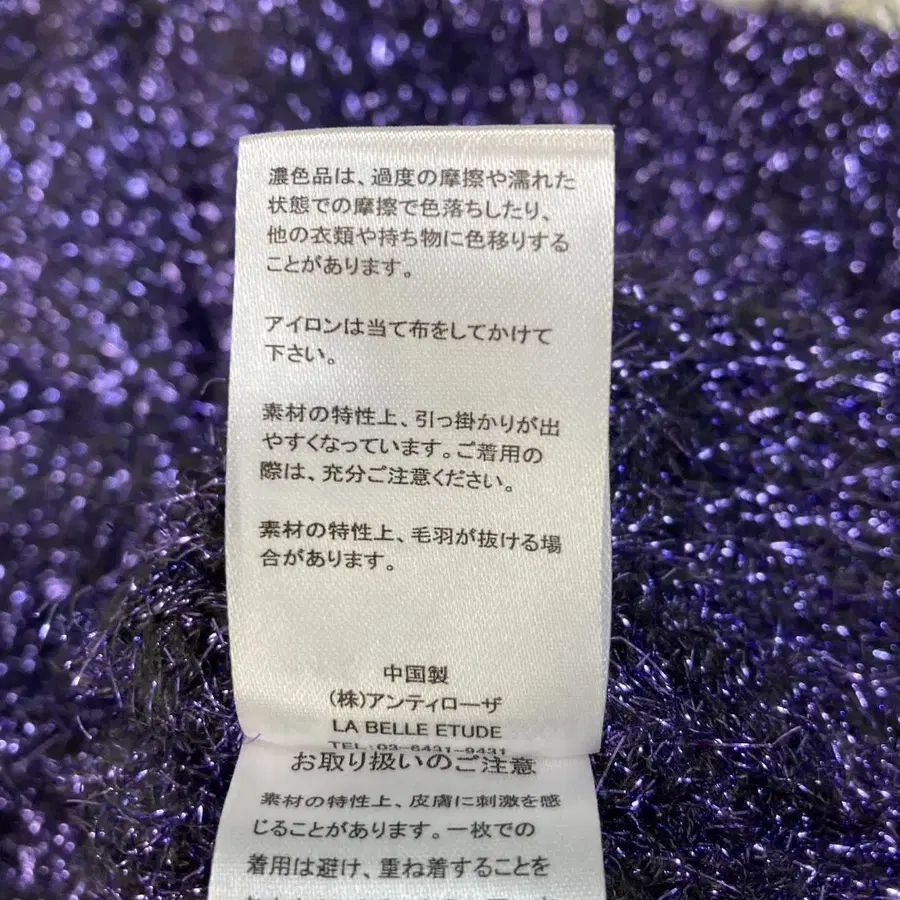 濃色品は、過度の摩擦や濡れた
状態での摩擦で色落ちしたり、
他の衣類や持ち物に色移りする
ことがあります。
アイロンは当て布をしてかけて
下さい。
素材の特性上、引っ掛かりが出
やすくなっています。ご着用の
際は、充分ご注意ください。
素材の特性上、毛羽が抜ける場
合があります。
中国製
(株)アンティローザ
LA BELLE ETUDE
TEL:03-6431-9431
お取り扱いのご注意
素材の特性上、皮膚に刺激を感
じることがあります。一枚での
着用は避け、重ね着することを